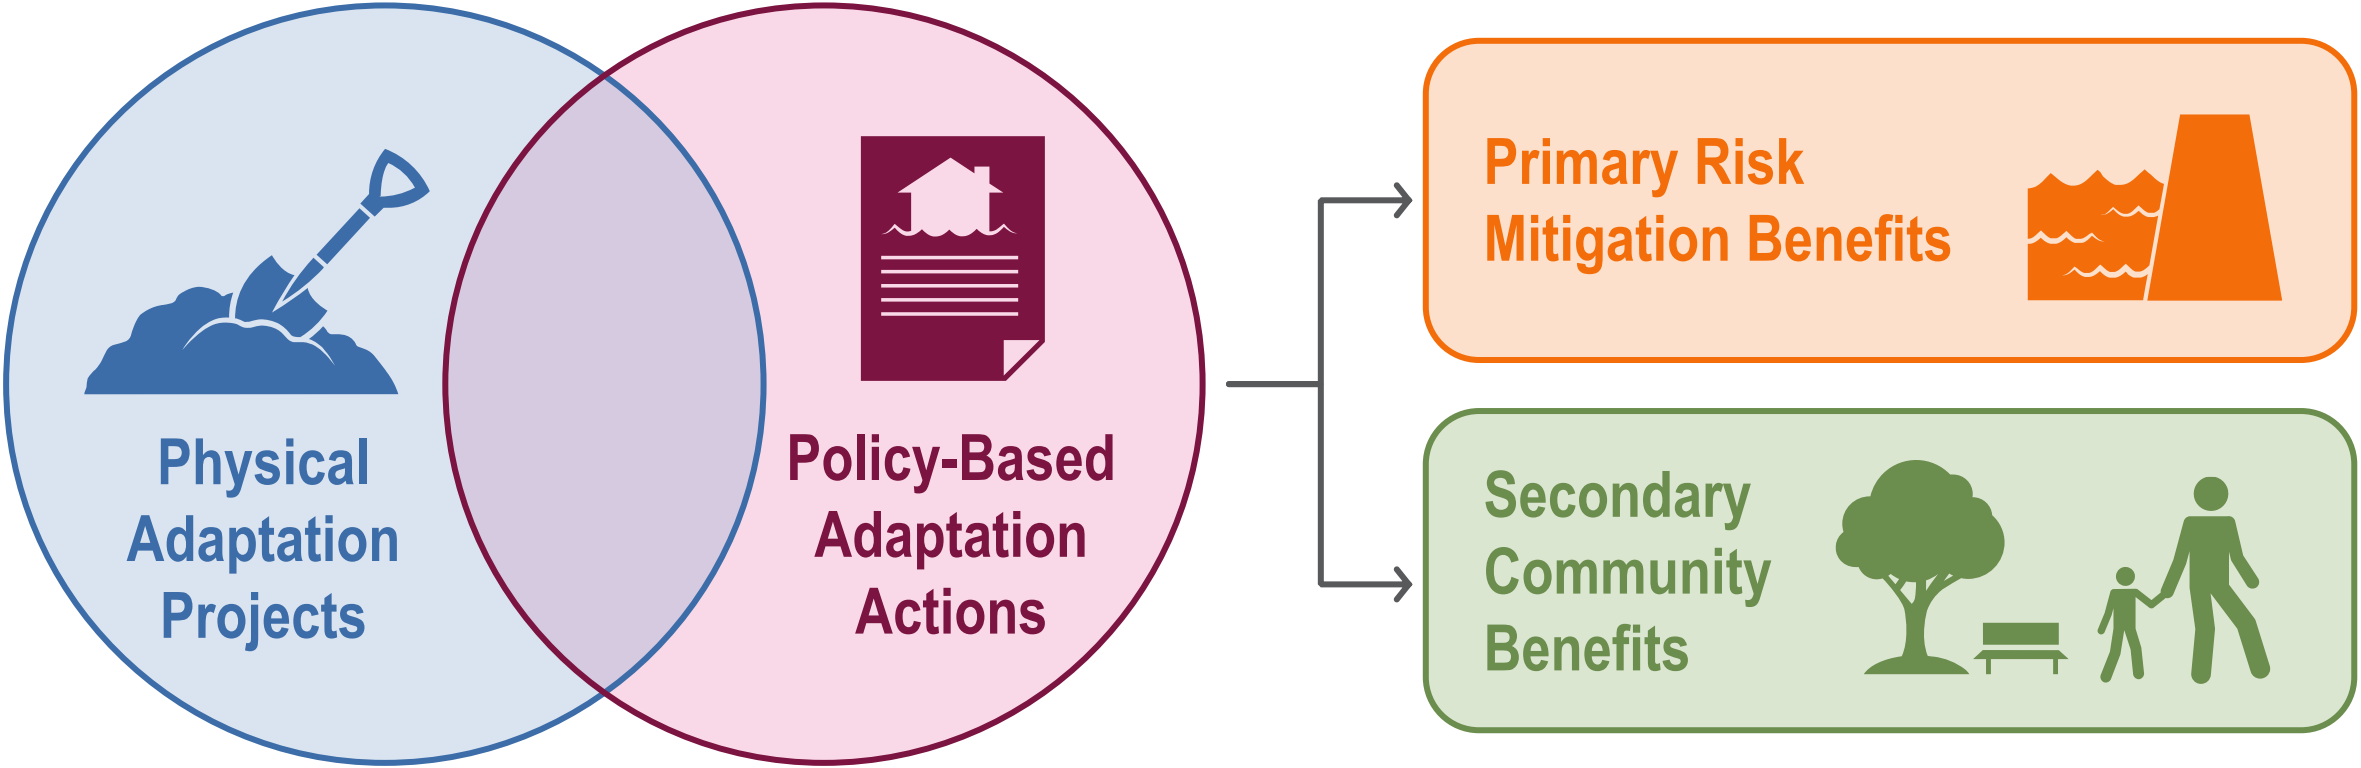 Physical
Adaptation
Projects
Policy-Based
Adaptation
Actions
Primary Risk
Mitigation Benefits
Secondary
Community
Benefits